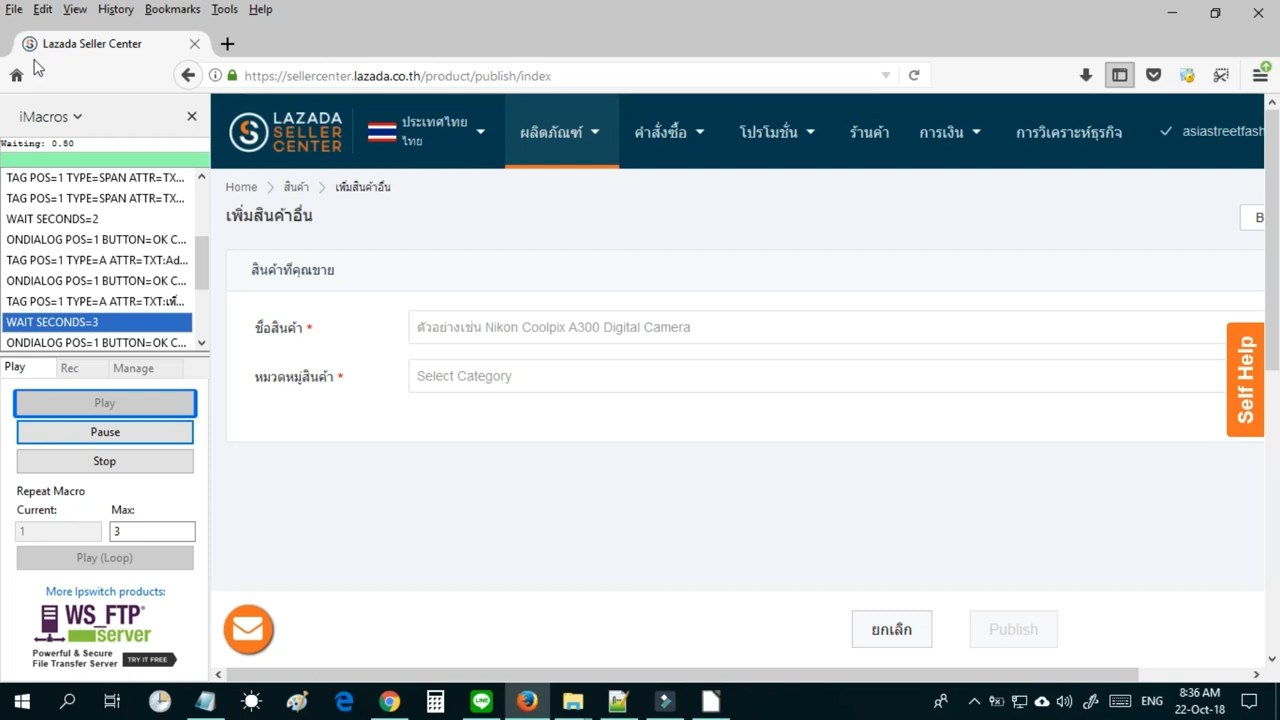 File Edit View History Bookmarks Tools Help
Lazada Seller Center
https://sellercenter.lazada.co.th/product/publish/index
iMacros
Waiting: 0.50
TAG POS=1 TYPE=SPAN ATTR=TX...
TAG POS=1 TYPE=SPAN ATTR=TX...
WAIT SECONDS=2
ONDIALOG POS=1 BUTTON=OK C...
TAG POS=1 TYPE=A ATTR=TXT:Ad...
ONDIALOG POS=1 BUTTON=OK C...
TAG POS=1 TYPE=A ATTR=TXT:เพิ่...
WAIT SECONDS=3
ONDIALOG POS=1 BUTTON=OK C...
Play Rec Manage
Play
Pause
Stop
Repeat Macro
Current: Max:
1 3
Play (Loop)
More Ipswitch products:
WS_FTP®
server
Powerful & Secure
File Transfer Server TRY IT FREE
LAZADA
SELLER
CENTER
ประเทศไทย
ไทย
ผลิตภัณฑ์ คำสั่งซื้อ โปรโมชั่น ร้านค้า การเงิน การวิเคราะห์ธุรกิจ asiastreetfash
Home สินค้า เพิ่มสินค้าอื่น
เพิ่มสินค้าอื่น
B
สินค้าที่คุณขาย
ชื่อสินค้า * ตัวอย่างเช่น Nikon Coolpix A300 Digital Camera
หมวดหมู่สินค้า * Select Category
Self Help
ยกเลิก Publish
ENG
8:36 AM
22-Oct-18